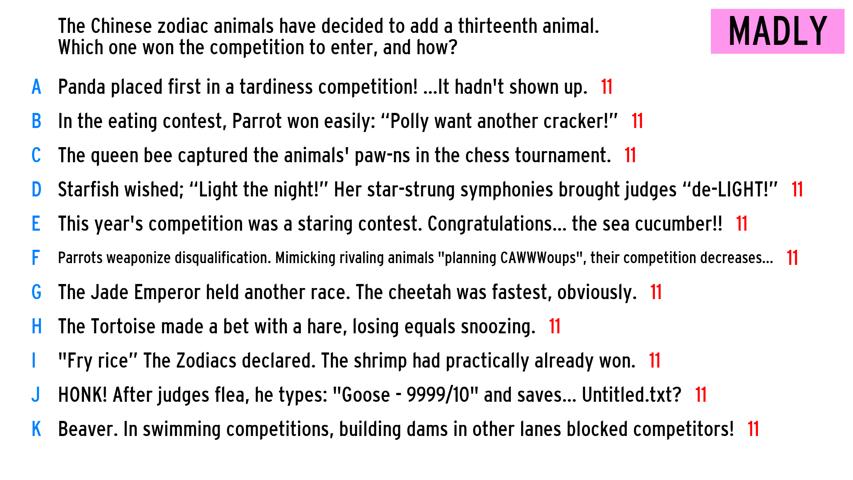 The Chinese zodiac animals have decided to add a thirteenth animal.
Which one won the competition to enter, and how?
MADLY
A Panda placed first in a tardiness competition! ...It hadn't shown up. 11
B In the eating contest, Parrot won easily: “Polly want another cracker!” 11
C The queen bee captured the animals' paw-ns in the chess tournament. 11
D Starfish wished; “Light the night!” Her star-strung symphonies brought judges “de-LIGHT!” 11
E This year's competition was a staring contest. Congratulations... the sea cucumber!! 11
F Parrots weaponize disqualification. Mimicking rivaling animals "planning CAWWWoups", their competition decreases... 11
G The Jade Emperor held another race. The cheetah was fastest, obviously. 11
H The Tortoise made a bet with a hare, losing equals snoozing. 11
I "Fry rice” The Zodiacs declared. The shrimp had practically already won. 11
J HONK! After judges flea, he types: "Goose - 9999/10" and saves... Untitled.txt? 11
K Beaver. In swimming competitions, building dams in other lanes blocked competitors! 11